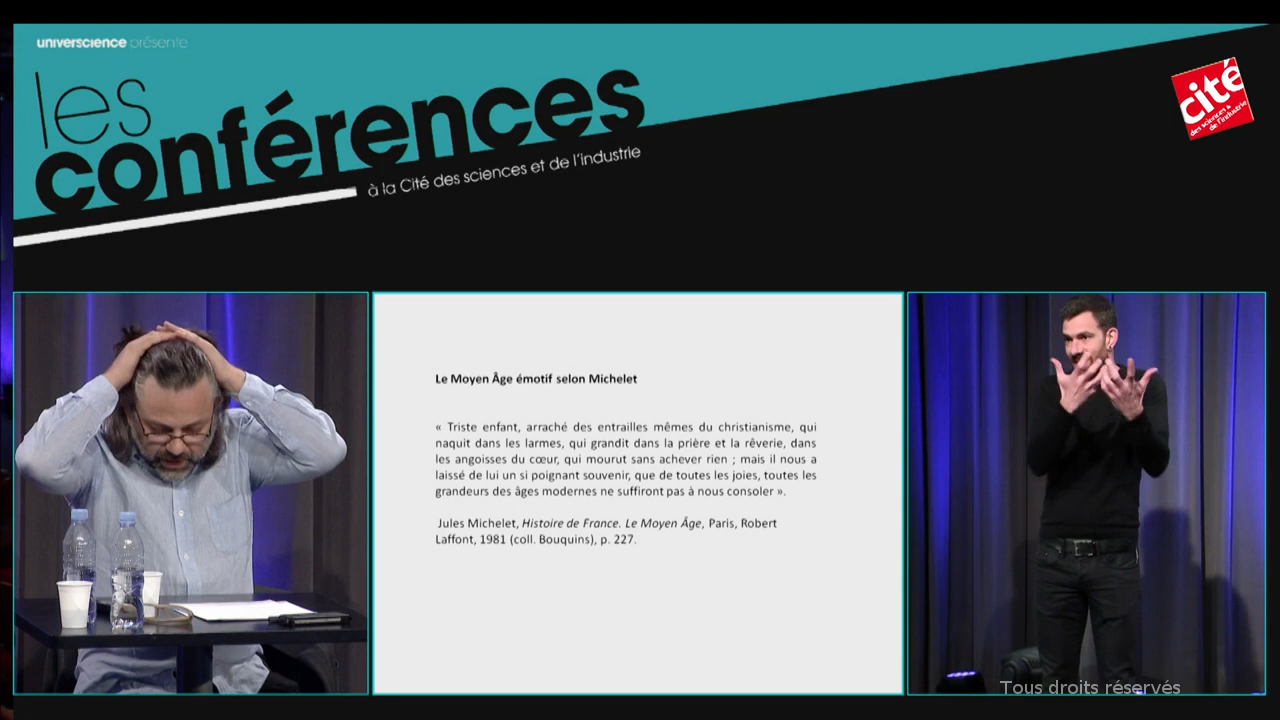 universcience présente
les
conférences
à la Cité des sciences et de l'industrie
cité
des sciences &
de l'industrie
Le Moyen Âge émotif selon Michelet
« Triste enfant, arraché des entrailles mêmes du christianisme, qui
naquit dans les larmes, qui grandit dans la prière et la rêverie, dans
les angoisses du cœur, qui mourut sans achever rien ; mais il nous a
laissé de lui un si poignant souvenir, que de toutes les joies, toutes les
grandeurs des âges modernes ne suffiront pas à nous consoler ».
Jules Michelet, Histoire de France. Le Moyen Âge, Paris, Robert
Laffont, 1981 (coll. Bouquins), p. 227.
Tous droits réservés